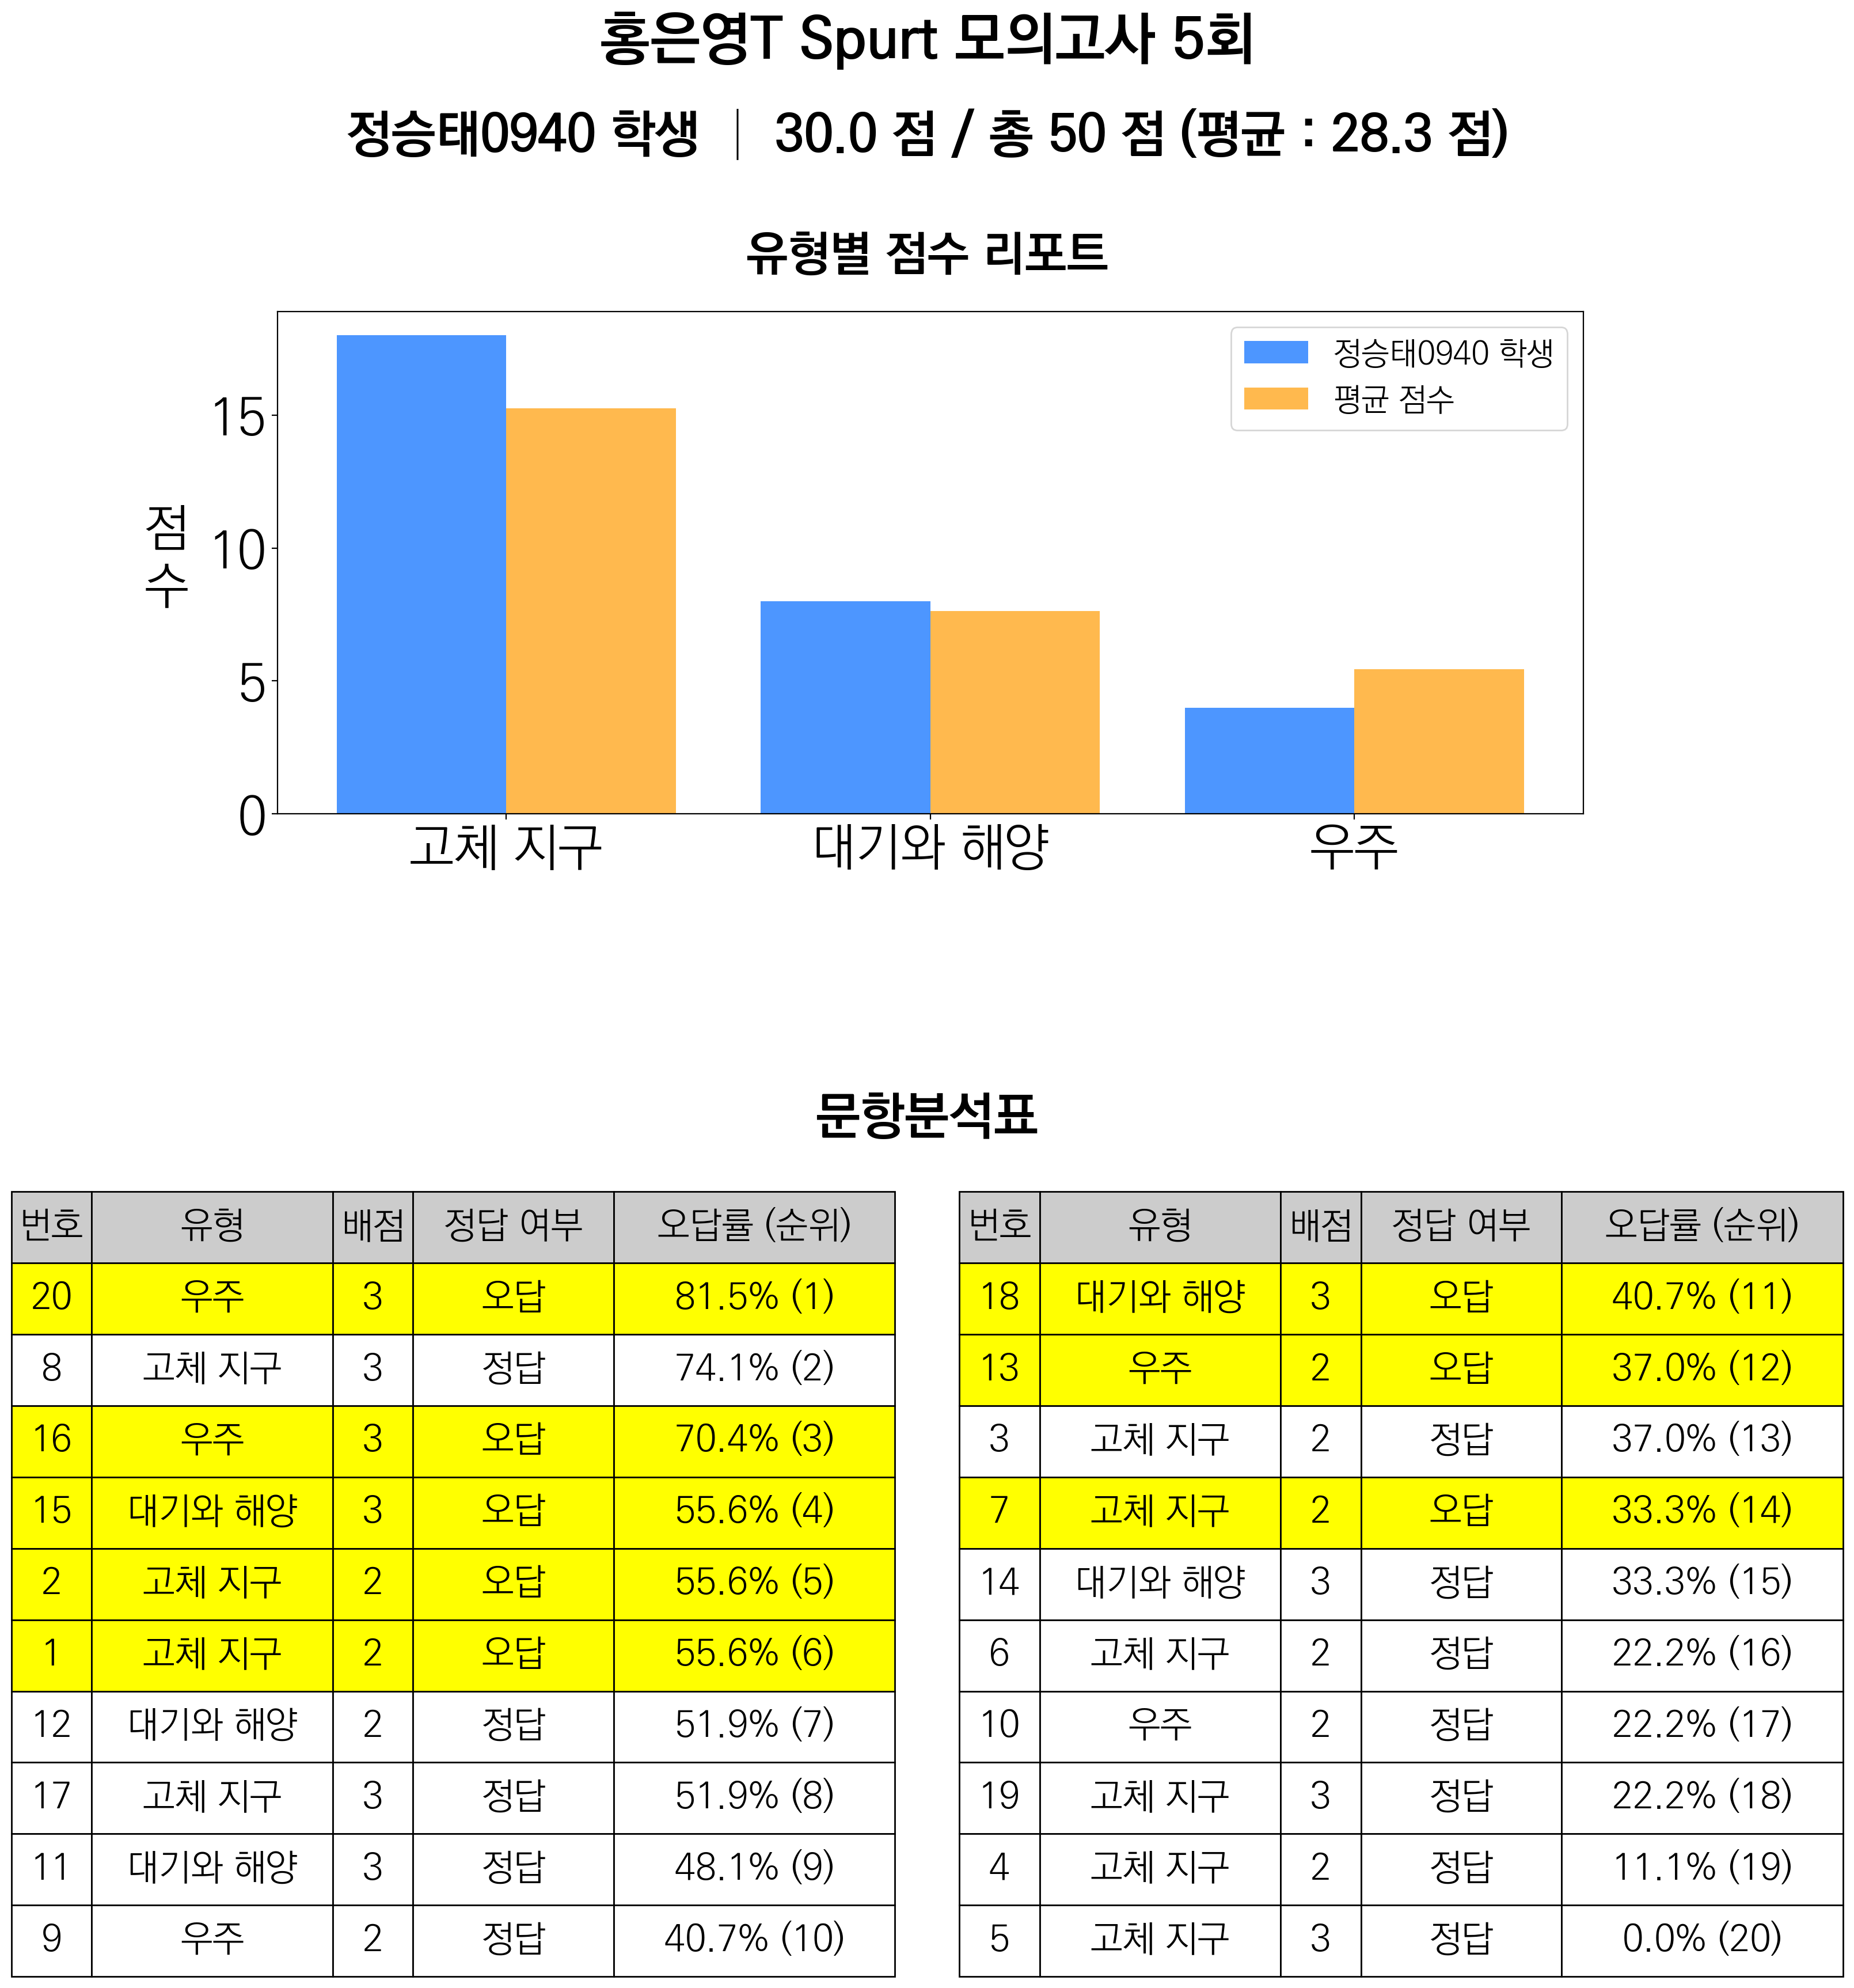 홍은영T Spurt 모의고사 5회
정승태0940 학생 | 30.0 점 / 총 50 점 (평균 : 28.3 점)
유형별 점수 리포트
정승태0940 학생
평균 점수
점수
15
10
5
0
고체 지구 대기와 해양 우주
문항분석표
번호 유형 배점 정답 여부 오답률 (순위)
20 우주 3 오답 81.5% (1)
8 고체 지구 3 정답 74.1% (2)
16 우주 3 오답 70.4% (3)
15 대기와 해양 3 오답 55.6% (4)
2 고체 지구 2 오답 55.6% (5)
1 고체 지구 2 오답 55.6% (6)
12 대기와 해양 2 정답 51.9% (7)
17 고체 지구 3 정답 51.9% (8)
11 대기와 해양 3 정답 48.1% (9)
9 우주 2 정답 40.7% (10)
번호 유형 배점 정답 여부 오답률 (순위)
18 대기와 해양 3 오답 40.7% (11)
13 우주 2 오답 37.0% (12)
3 고체 지구 2 정답 37.0% (13)
7 고체 지구 2 오답 33.3% (14)
14 대기와 해양 3 정답 33.3% (15)
6 고체 지구 2 정답 22.2% (16)
10 우주 2 정답 22.2% (17)
19 고체 지구 3 정답 22.2% (18)
4 고체 지구 2 정답 11.1% (19)
5 고체 지구 3 정답 0.0% (20)